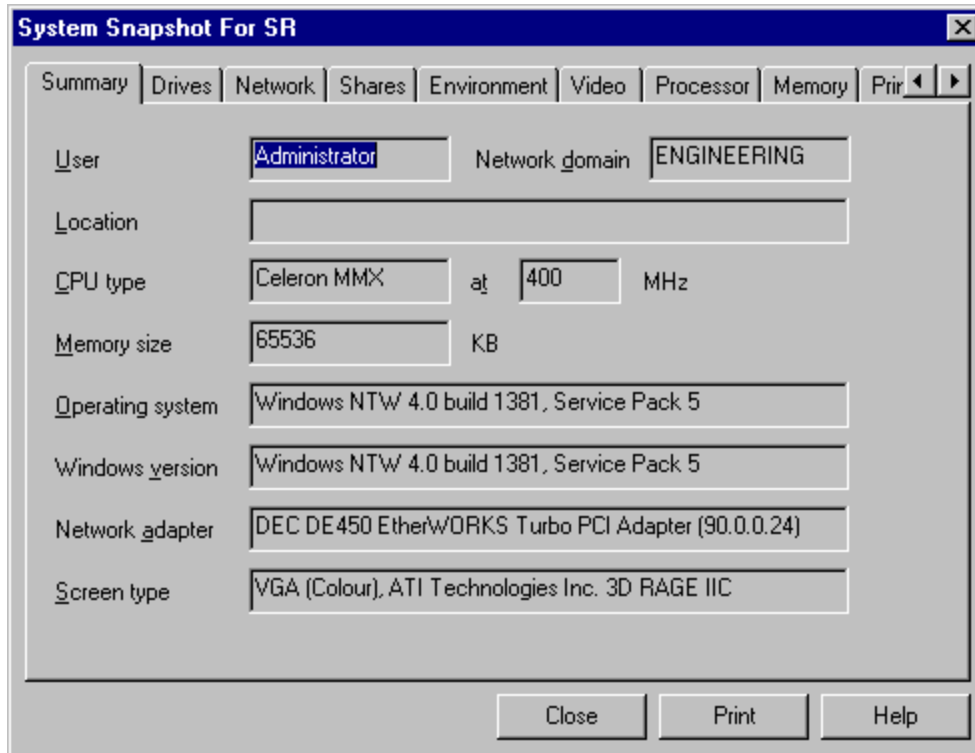 System Snapshot For SR
Summary Drives Network Shares Environment Video Processor Memory
User Administrator Network domain ENGINEERING
Location
CPU type Celeron MMX at 400 MHz
Memory size 65536 KB
Operating system Windows NTW 4.0 build 1381, Service Pack 5
Windows version Windows NTW 4.0 build 1381, Service Pack 5
Network adapter DEC DE450 EtherWORKS Turbo PCI Adapter (90.0.0.24)
Screen type VGA (Colour), ATI Technologies Inc. 3D RAGE IIC
Close Print Help